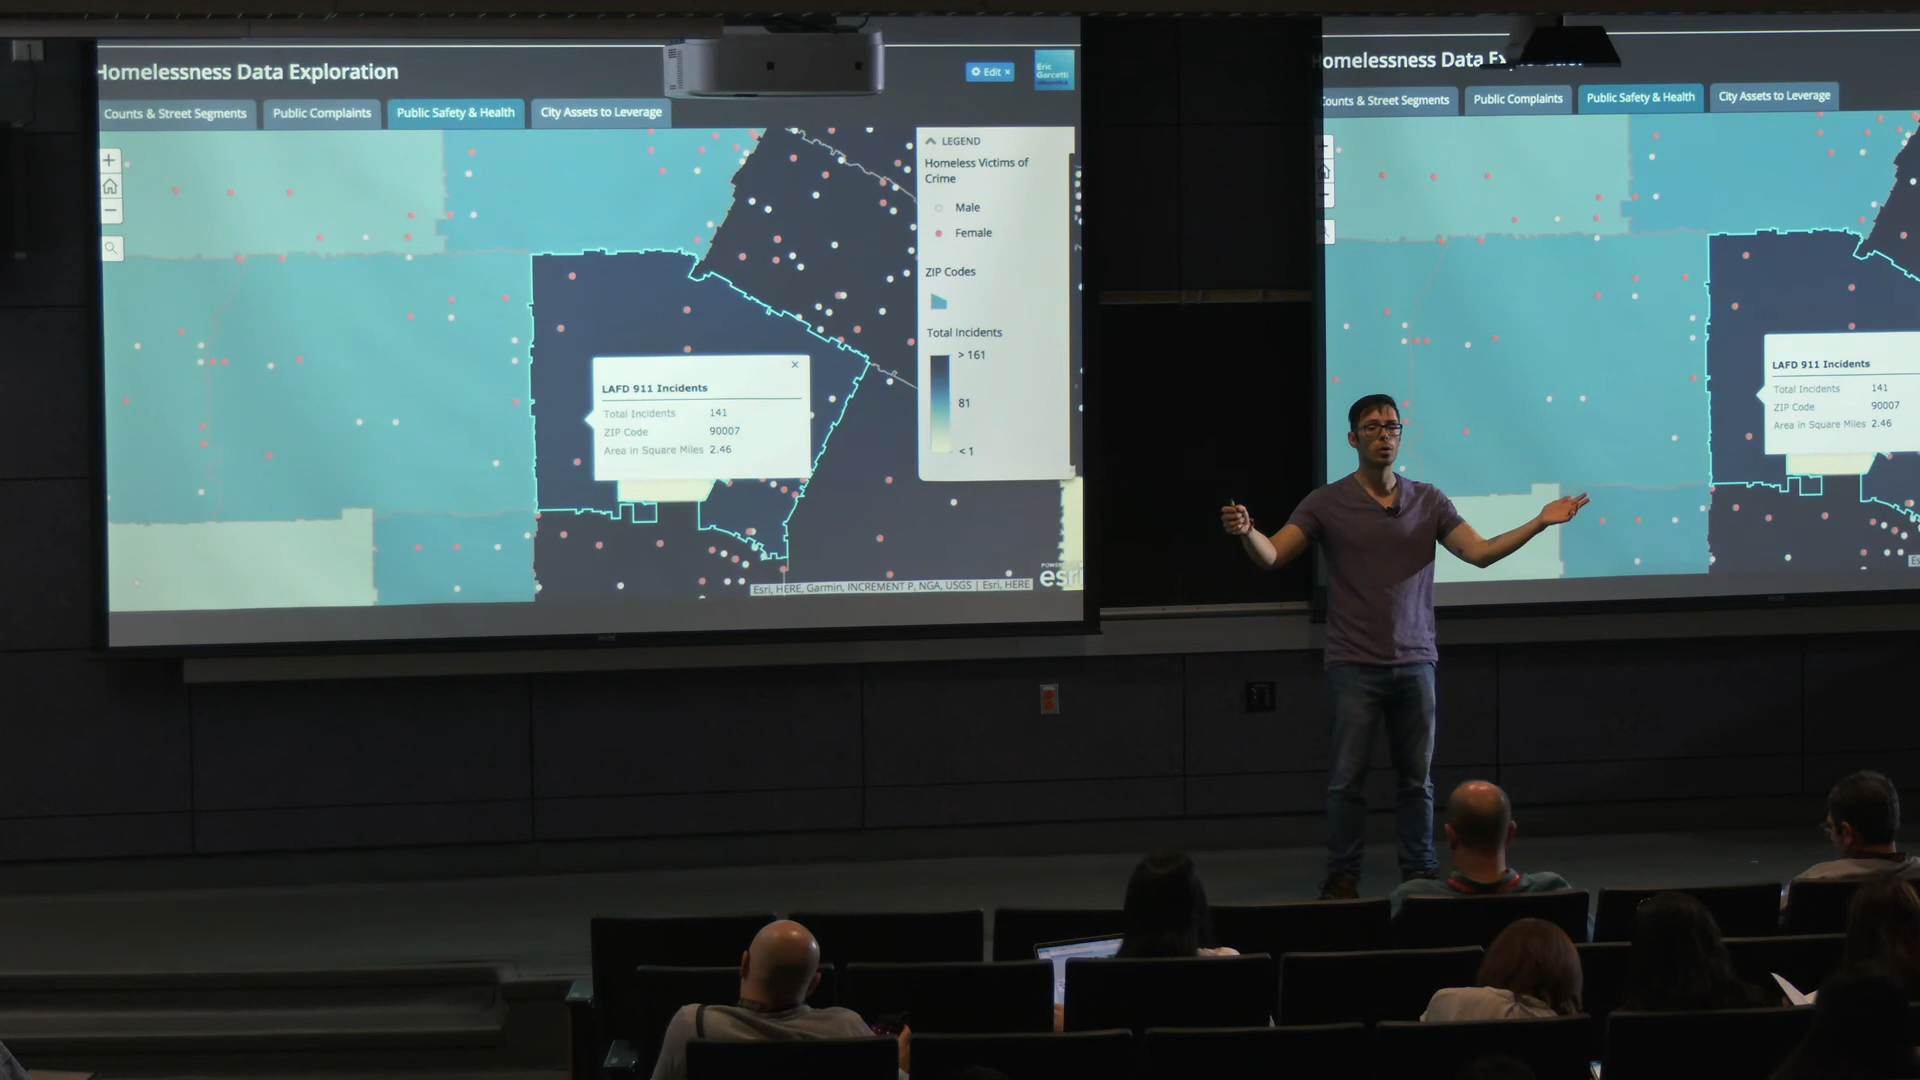 Homelessness Data Exploration
Edit ×
Eric
Garcetti
Counts & Street Segments
Public Complaints
Public Safety & Health
City Assets to Leverage
LEGEND
Homeless Victims of
Crime
Male
Female
ZIP Codes
Total Incidents
> 161
81
< 1
LAFD 911 Incidents
Total Incidents 141
ZIP Code 90007
Area in Square Miles 2.46
esri
Esri, HERE, Garmin, INCREMENT P, NGA, USGS | Esri, HERE
omelessness Data
Counts & Street Segments
Public Complaints
Public Safety & Health
City Assets to Leverage
LAFD 911 Incidents
Total Incidents 141
ZIP Code 90007
Area in Square Miles 2.46